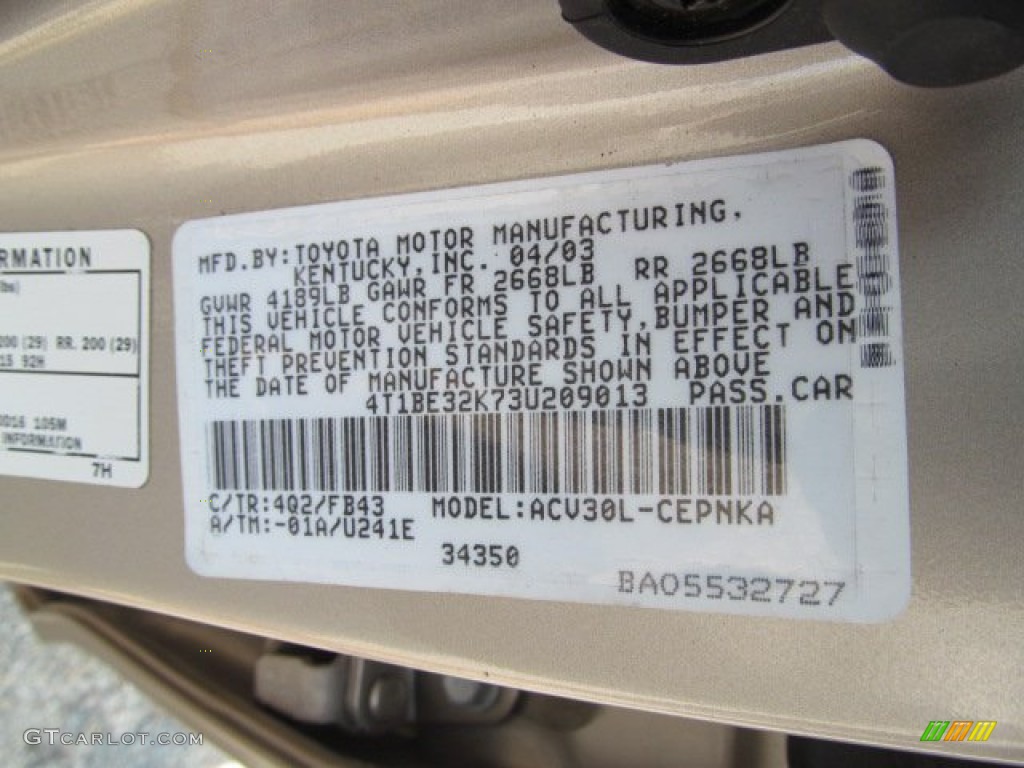 MFD.BY:TOYOTA MOTOR MANUFACTURING,
KENTUCKY,INC. 04/03
GVWR 4189LB GAWR FR 2668LB RR 2668LB
THIS VEHICLE CONFORMS TO ALL APPLICABLE
FEDERAL MOTOR VEHICLE SAFETY,BUMPER AND
THEFT PREVENTION STANDARDS IN EFFECT ON
THE DATE OF MANUFACTURE SHOWN ABOVE
4T1BE32K73U209013 PASS.CAR
C/TR:4Q2/FB43 MODEL:ACV30L-CEPNKA
A/TM:-01A/U241E
34350
BA05532727
RMATION
lbs)
200 (29) RR. 200 (29)
15 92H
0D16 105M
INFORMATION
7H
GTCARLOT.COM